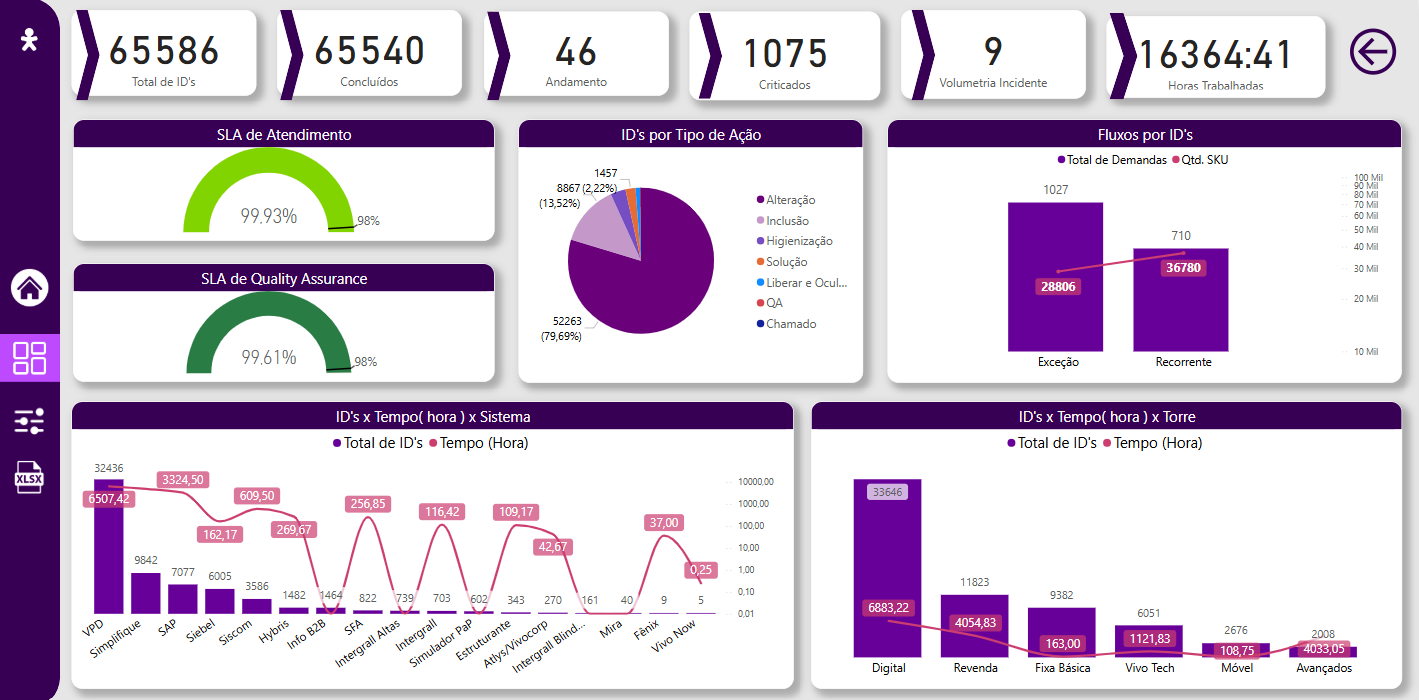 65586
Total de ID's
65540
Concluídos
46
Andamento
1075
Criticados
9
Volumetria Incidente
16364:41
Horas Trabalhadas
XLSX
SLA de Atendimento
99,93%
98%
SLA de Quality Assurance
99,61%
98%
ID's por Tipo de Ação
1457
(2,22%)
8867
(13,52%)
52263
(79,69%)
Alteração
Inclusão
Higienização
Solução
Liberar e Ocul...
QA
Chamado
Fluxos por ID's
Total de Demandas Qtd. SKU
1027
710
28806
36780
Exceção Recorrente
100 Mil
90 Mil
80 Mil
70 Mil
60 Mil
50 Mil
40 Mil
30 Mil
20 Mil
10 Mil
ID's x Tempo( hora ) x Sistema
Total de ID's Tempo (Hora)
32436 9842 7077 6005 3586 1482 1464 822 739 703 602 343 270 161 40 9 5
6507,42 3324,50 162,17 609,50 269,67 256,85 116,42 109,17 42,67 37,00 0,25
10000,00
1000,00
100,00
10,00
1,00
0,10
0,01
VPD
Simplifique
SAP
Siebel
Siscom
Hybris
Info B2B
SFA
Intergrall Altas
Intergrall
Simulador PaP
Estruturante
Atlys/Vivocorp
Intergrall Blind...
Mira
Fênix
Vivo Now
ID's x Tempo( hora ) x Torre
Total de ID's Tempo (Hora)
33646 11823 9382 6051 2676 2008
6883,22 4054,83 163,00 1121,83 108,75 4033,05
Digital Revenda Fixa Básica Vivo Tech Móvel Avançados